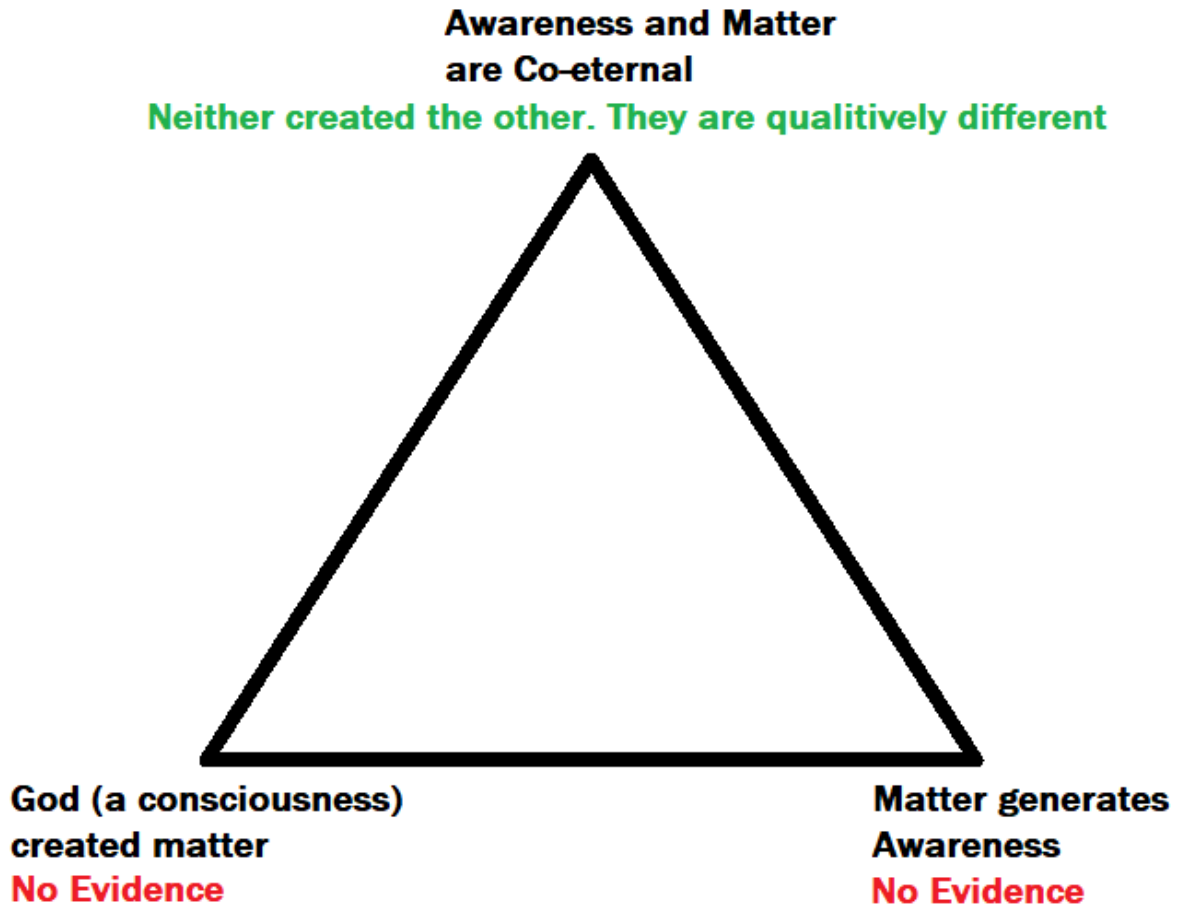 Awareness and Matter
are Co-eternal
Neither created the other. They are qualitively different
God (a consciousness)
created matter
No Evidence
Matter generates
Awareness
No Evidence